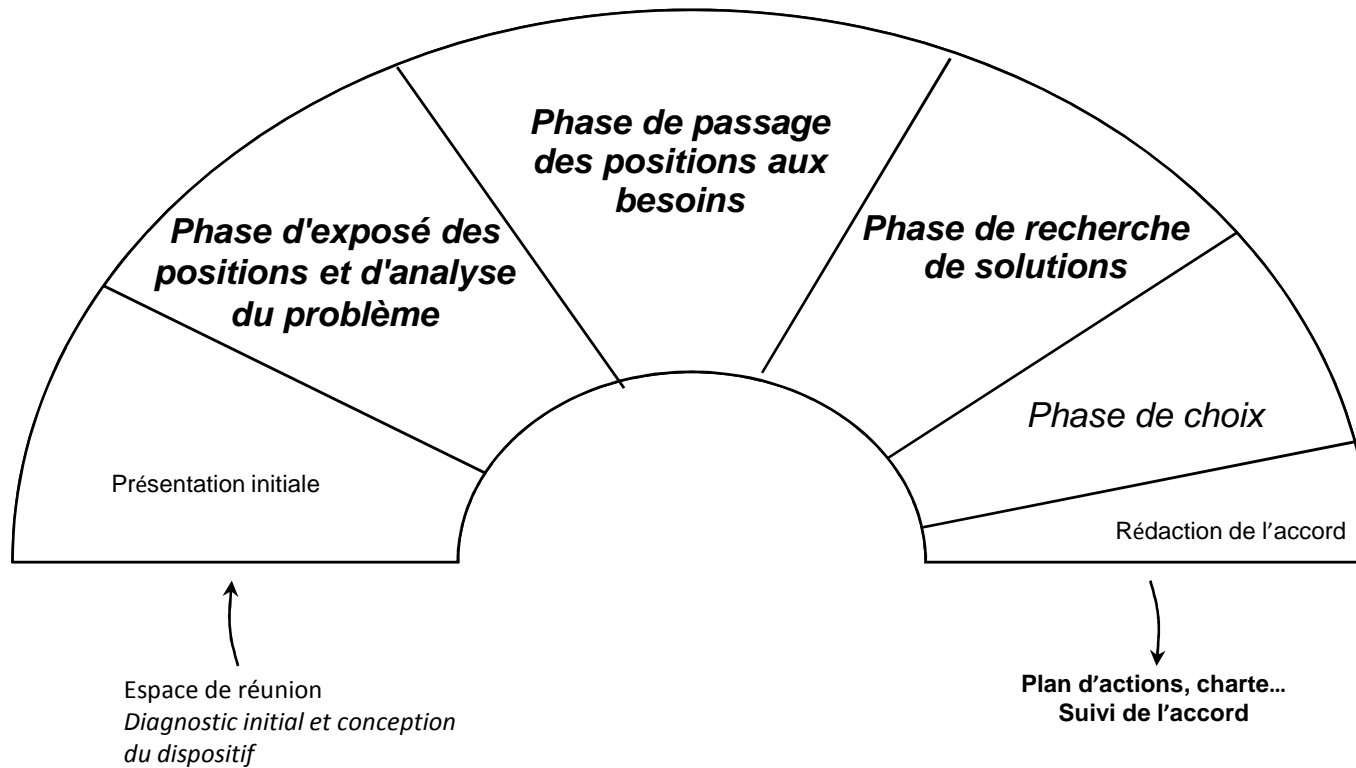 Phase de passage
des positions aux
besoins
Phase d'exposé des
positions et d'analyse
du problème
Phase de recherche
de solutions
Phase de choix
Présentation initiale
Rédaction de l’accord
Espace de réunion
Diagnostic initial et conception
du dispositif
Plan d’actions, charte…
Suivi de l’accord